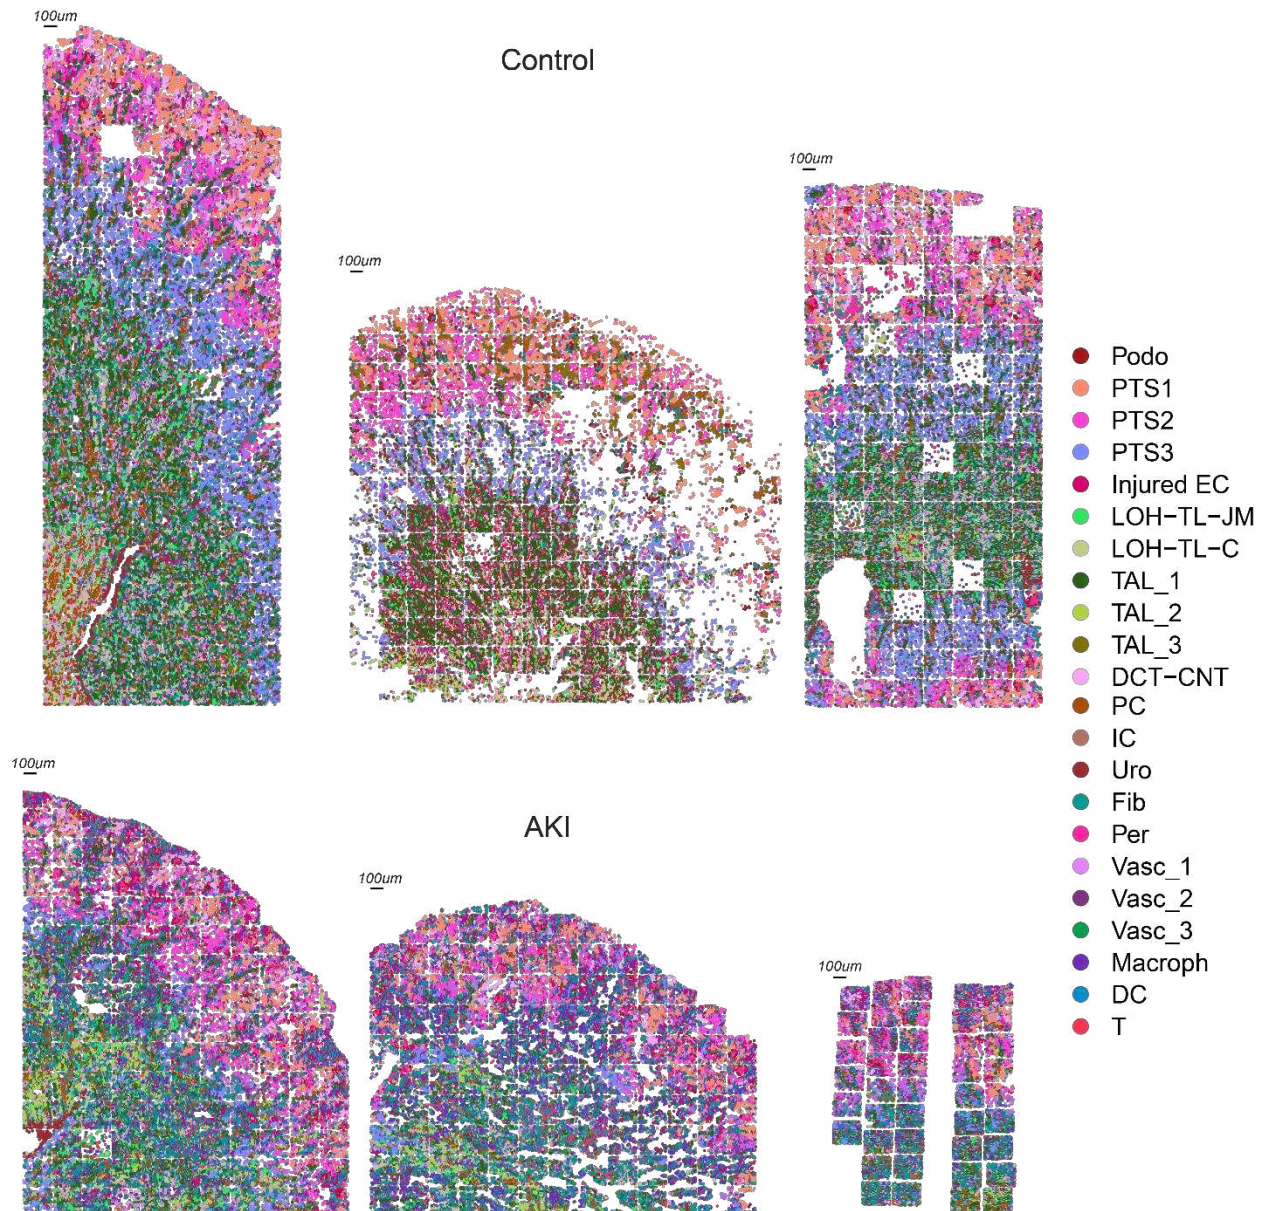 100um
Control
100um
100um
Podo
PTS1
PTS2
PTS3
Injured EC
LOH−TL−JM
LOH−TL−C
TAL_1
TAL_2
TAL_3
DCT−CNT
PC
IC
Uro
Fib
Per
Vasc_1
Vasc_2
Vasc_3
Macroph
DC
T
100um
AKI
100um
100um